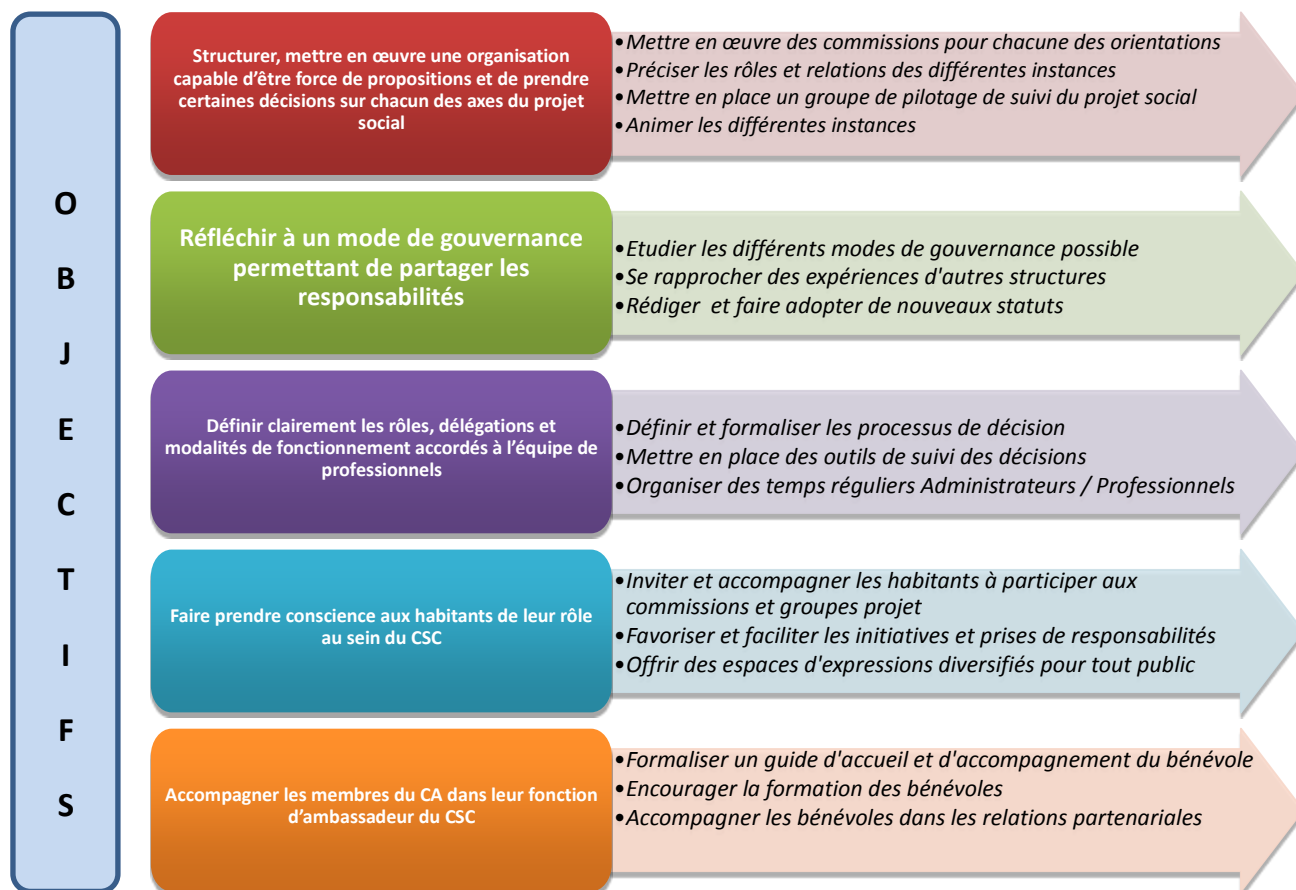 OBJECTIFS
Structurer, mettre en œuvre une organisation
capable d’être force de propositions et de prendre
certaines décisions sur chacun des axes du projet
social
•Mettre en œuvre des commissions pour chacune des orientations
•Préciser les rôles et relations des différentes instances
•Mettre en place un groupe de pilotage de suivi du projet social
•Animer les différentes instances
Réfléchir à un mode de gouvernance
permettant de partager les
responsabilités
•Etudier les différents modes de gouvernance possible
•Se rapprocher des expériences d'autres structures
•Rédiger et faire adopter de nouveaux statuts
Définir clairement les rôles, délégations et
modalités de fonctionnement accordés à l’équipe de
professionnels
•Définir et formaliser les processus de décision
•Mettre en place des outils de suivi des décisions
•Organiser des temps réguliers Administrateurs / Professionnels
Faire prendre conscience aux habitants de leur rôle
au sein du CSC
•Inviter et accompagner les habitants à participer aux
commissions et groupes projet
•Favoriser et faciliter les initiatives et prises de responsabilités
•Offrir des espaces d'expressions diversifiés pour tout public
Accompagner les membres du CA dans leur fonction
d’ambassadeur du CSC
•Formaliser un guide d'accueil et d'accompagnement du bénévole
•Encourager la formation des bénévoles
•Accompagner les bénévoles dans les relations partenariales